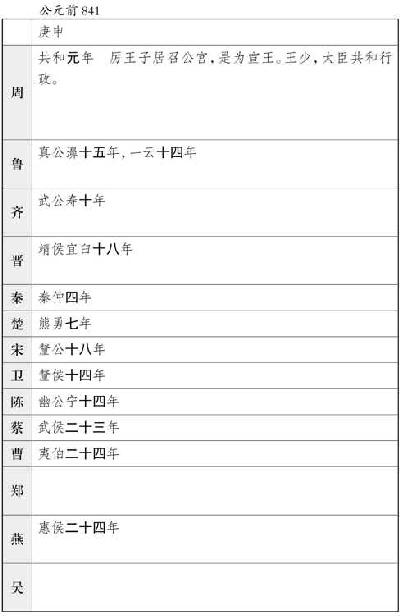 公元前841
庚申
周 共和元年 厉王子居召公宫，是为宣王。王少，大臣共和行
政。
鲁 真公濞十五年，一云十四年
齐 武公寿十年
晋 靖侯宜臼十八年
秦 秦仲四年
楚 熊勇七年
宋 釐公十八年
卫 釐侯十四年
陈 幽公宁十四年
蔡 武侯二十三年
曹 夷伯二十四年
郑
燕 惠侯二十四年
吴